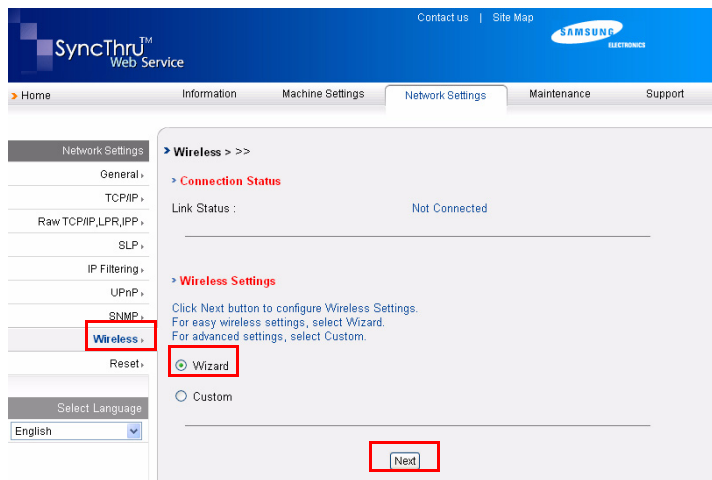 Contact us | Site Map
SAMSUNG
ELECTRONICS
SyncThru™
Web Service
Home
Information
Machine Settings
Network Settings
Maintenance
Support
Network Settings
General
TCP/IP
Raw TCP/IP,LPR,IPP
SLP
IP Filtering
UPnP
SNMP
Wireless
Reset
Select Language
English
Wireless > >>
Connection Status
Link Status : Not Connected
Wireless Settings
Click Next button to configure Wireless Settings.
For easy wireless settings, select Wizard.
For advanced settings, select Custom.
Wizard
Custom
Next